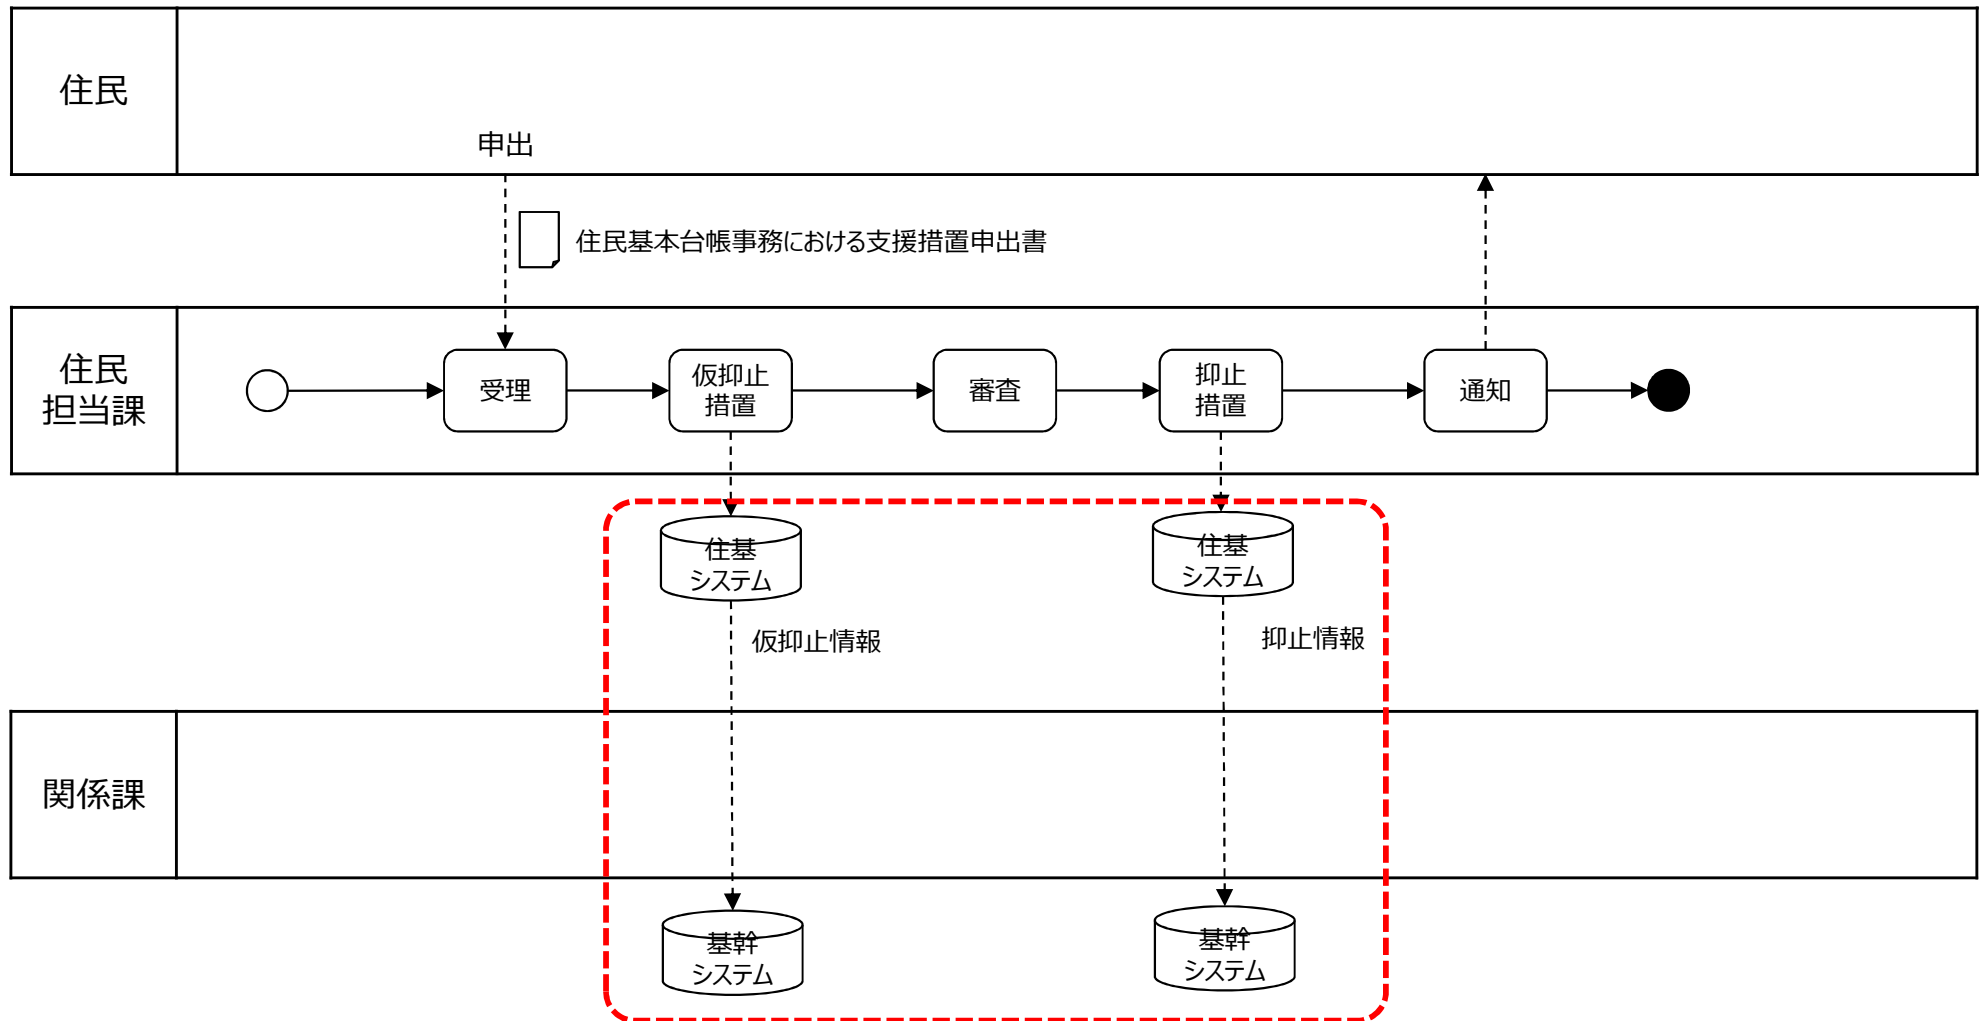 住民
申出
住民基本台帳事務における支援措置申出書
住民
担当課
受理
仮抑止
措置
審査
抑止
措置
通知
住基
システム
住基
システム
仮抑止情報
抑止情報
関係課
基幹
システム
基幹
システム